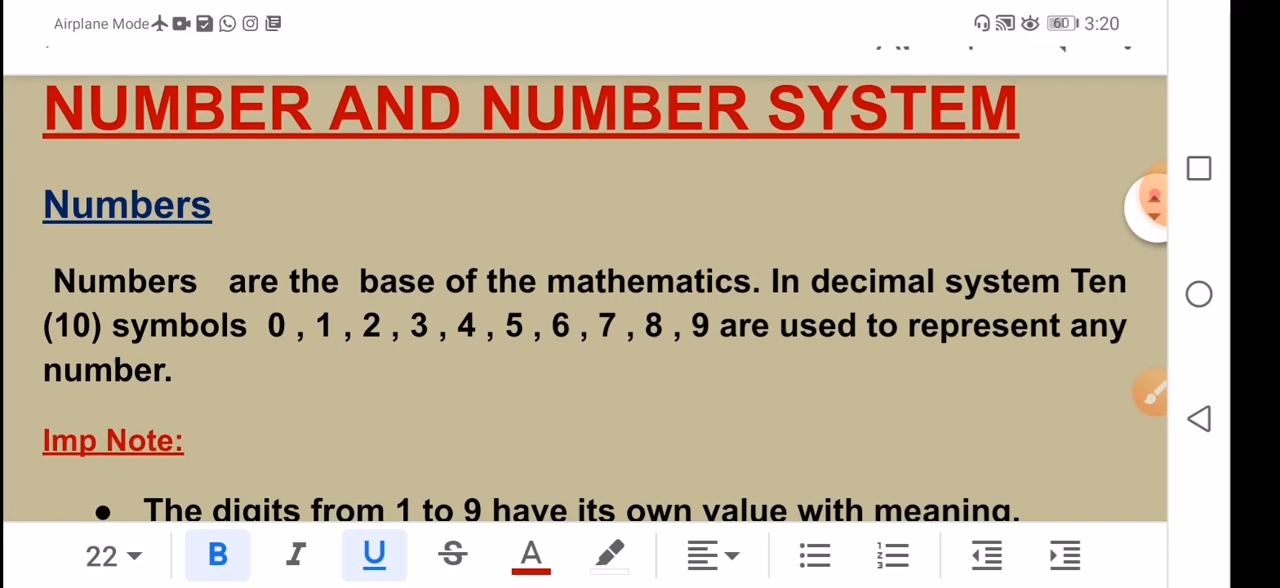 Airplane Mode 60 3:20
NUMBER AND NUMBER SYSTEM
Numbers
Numbers are the base of the mathematics. In decimal system Ten
(10) symbols 0 , 1 , 2 , 3 , 4 , 5 , 6 , 7 , 8 , 9 are used to represent any
number.
Imp Note:
● The digits from 1 to 9 have its own value with meaning.
22 B I U S A